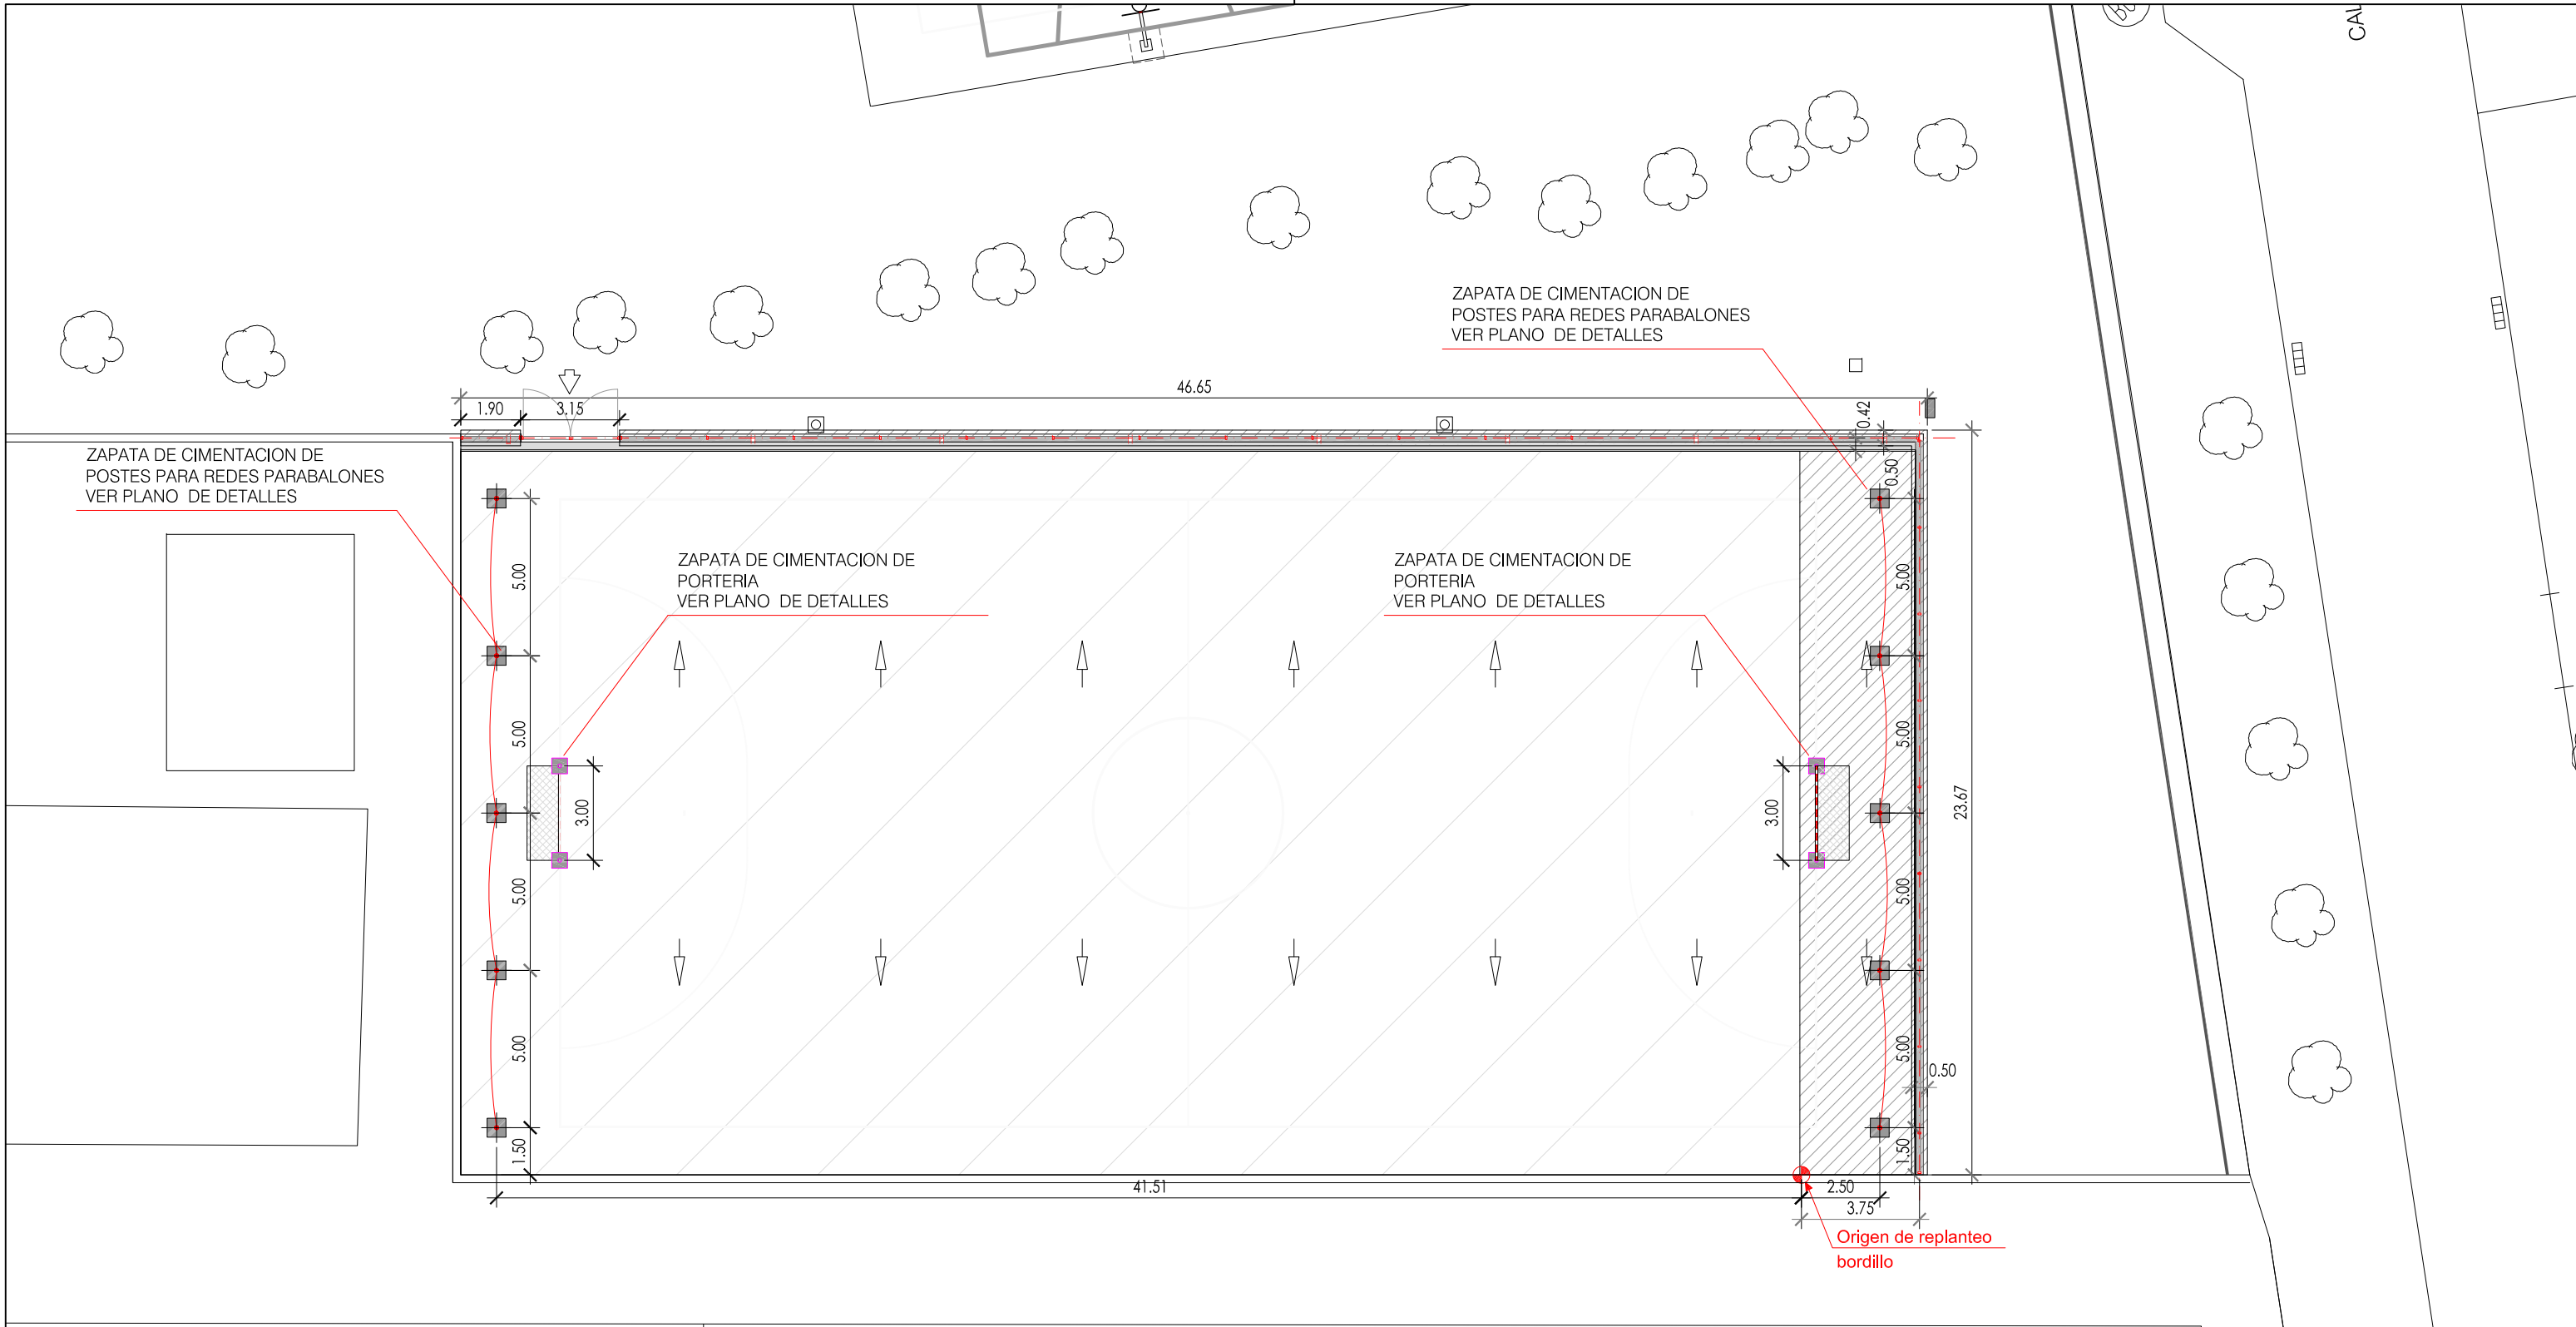 CAL
ZAPATA DE CIMENTACION DE
POSTES PARA REDES PARABALONES
VER PLANO DE DETALLES
46.65
1.90
3.15
0.42
ZAPATA DE CIMENTACION DE
POSTES PARA REDES PARABALONES
VER PLANO DE DETALLES
0.50
ZAPATA DE CIMENTACION DE
PORTERIA
VER PLANO DE DETALLES
ZAPATA DE CIMENTACION DE
PORTERIA
VER PLANO DE DETALLES
5.00
5.00
5.00
5.00
3.00
3.00
23.67
5.00
5.00
5.00
5.00
0.50
1.50
1.50
41.51
2.50
3.75
Origen de replanteo
bordillo